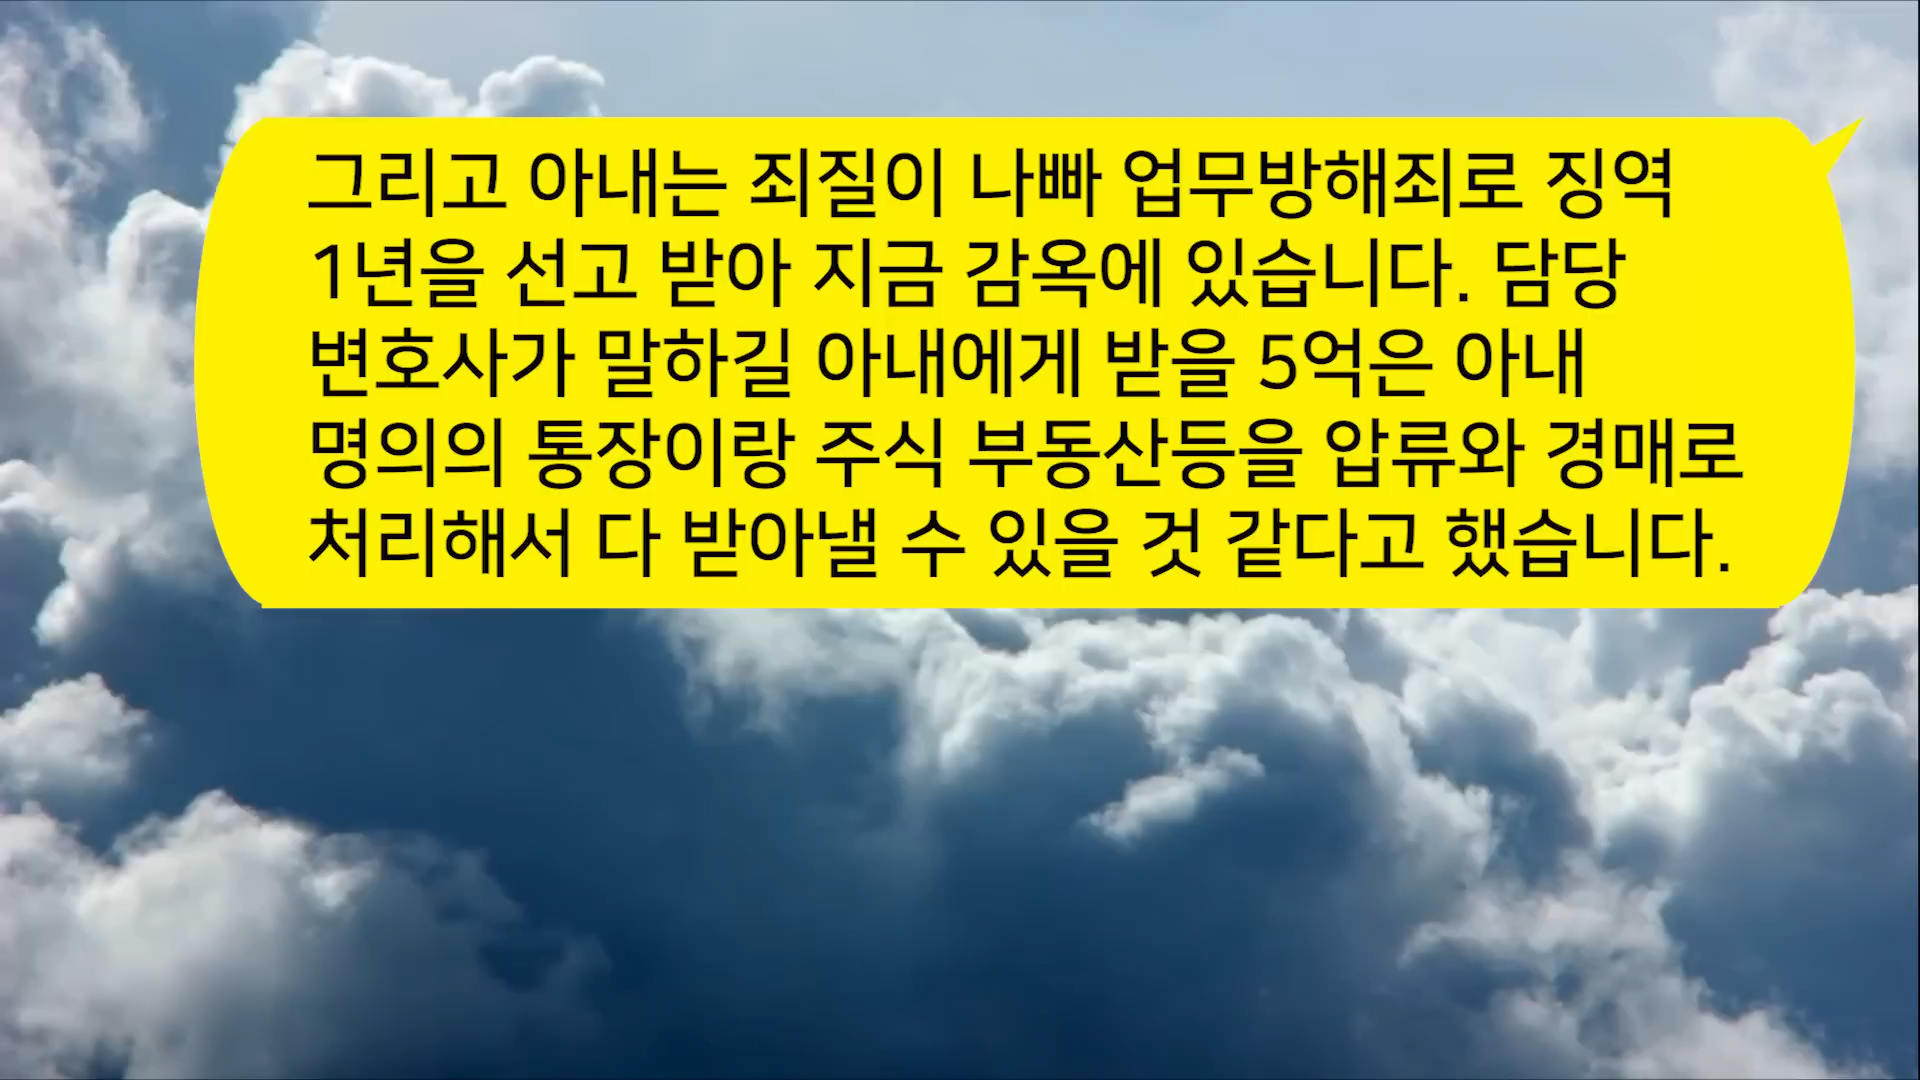 그리고 아내는 죄질이 나빠 업무방해죄로 징역
1년을 선고 받아 지금 감옥에 있습니다. 담당
변호사가 말하길 아내에게 받을 5억은 아내
명의의 통장이랑 주식 부동산등을 압류와 경매로
처리해서 다 받아낼 수 있을 것 같다고 했습니다.